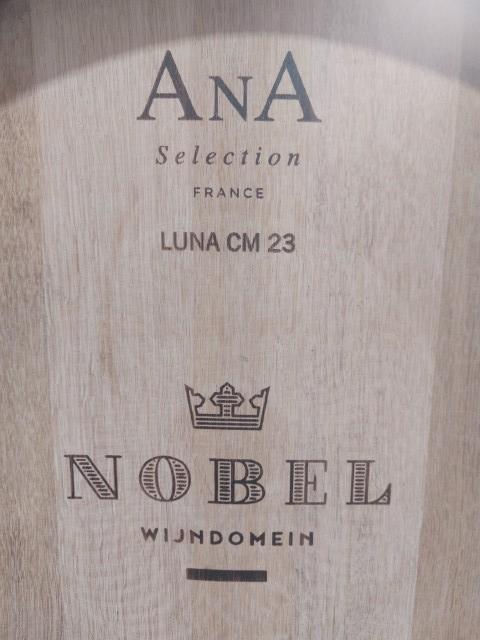 ANA
Selection
FRANCE
LUNA CM 23
NOBEL
WIJNDOMEIN